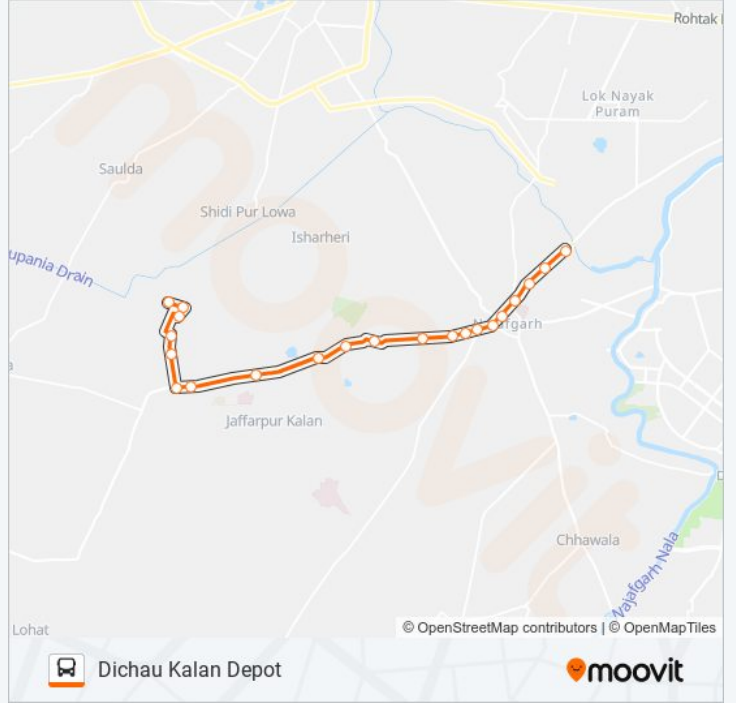 Rohtak
Lok Nayak
Puram
Saulda
Shidi Pur Lowa
Isharheri
upania Drain
Najafgarh
Jaffarpur Kalan
Chhawala
Wajafgarh Nala
Lohat
© OpenStreetMap contributors | © OpenMapTiles
Dichau Kalan Depot
moovit